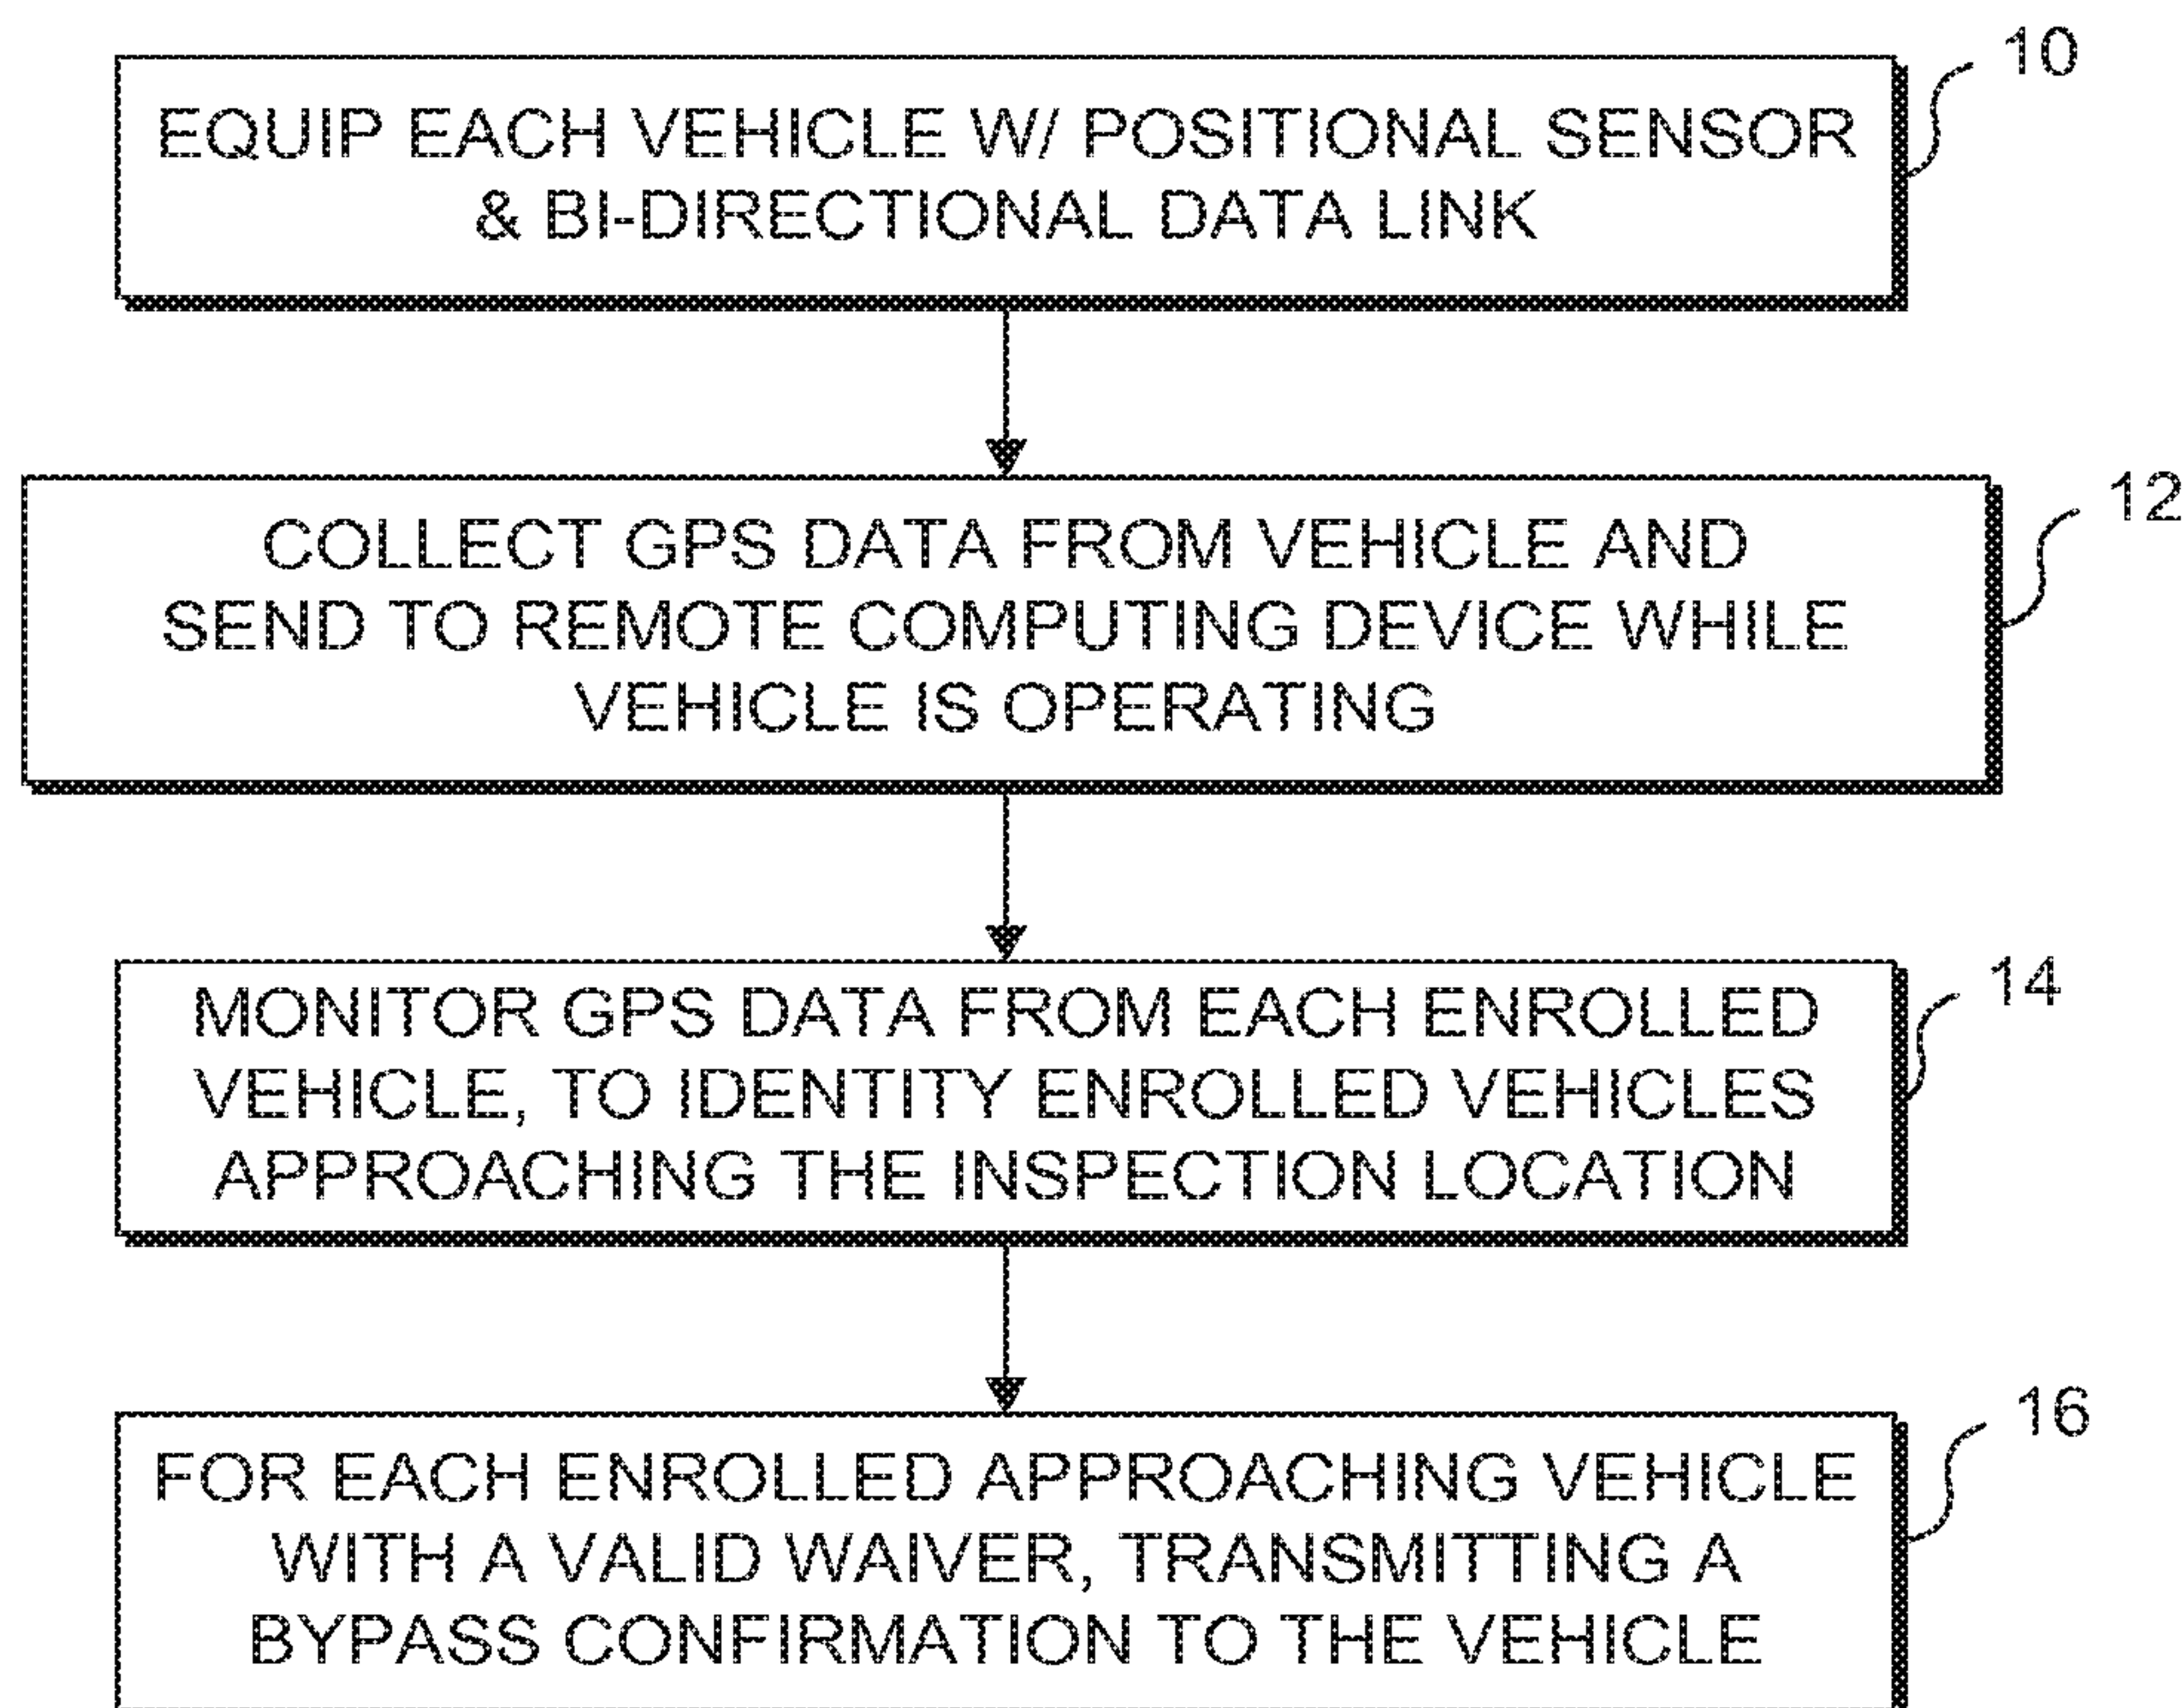 10
EQUIP EACH VEHICLE W/ POSITIONAL SENSOR
& BI-DIRECTIONAL DATA LINK
12
COLLECT GPS DATA FROM VEHICLE AND
SEND TO REMOTE COMPUTING DEVICE WHILE
VEHICLE IS OPERATING
14
MONITOR GPS DATA FROM EACH ENROLLED
VEHICLE, TO IDENTITY ENROLLED VEHICLES
APPROACHING THE INSPECTION LOCATION
16
FOR EACH ENROLLED APPROACHING VEHICLE
WITH A VALID WAIVER, TRANSMITTING A
BYPASS CONFIRMATION TO THE VEHICLE